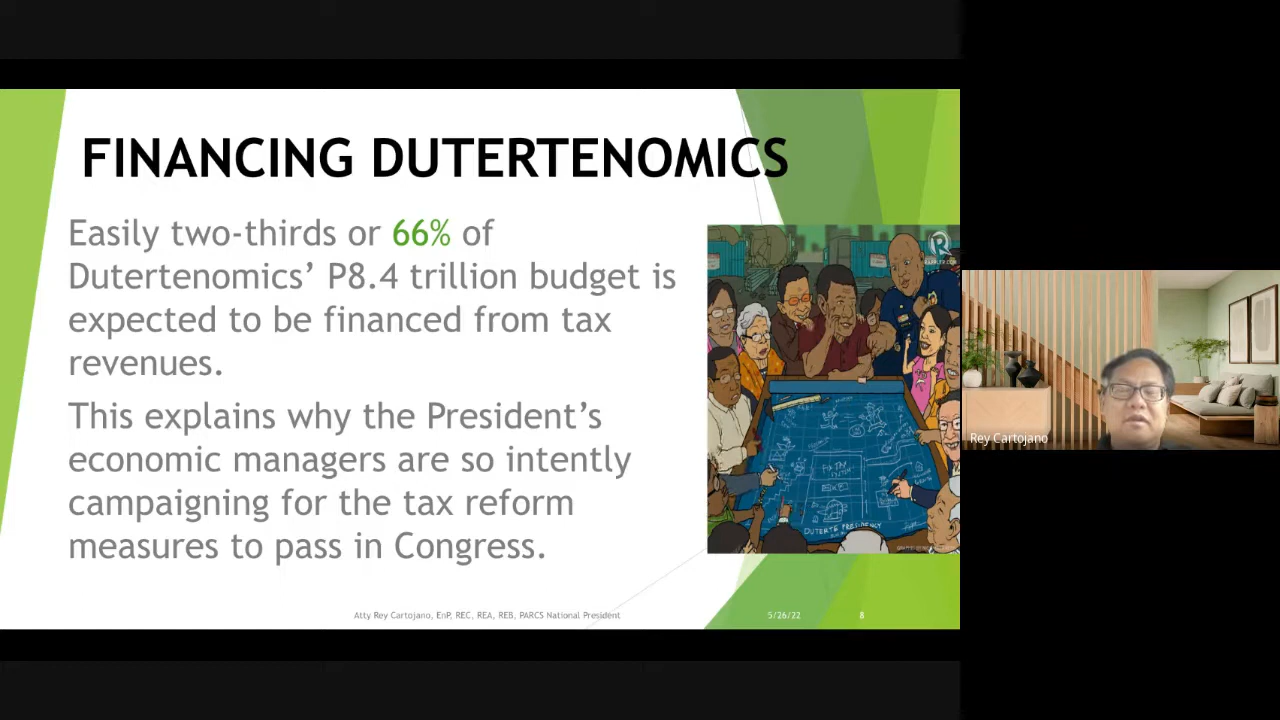 FINANCING DUTERTENOMICS
Easily two-thirds or 66% of
Dutertenomics’ P8.4 trillion budget is
expected to be financed from tax
revenues.
This explains why the President’s
economic managers are so intently
campaigning for the tax reform
measures to pass in Congress.
DUTERTE PRESIDENCY
Atty Rey Cartojano, EnP, REC, REA, REB, PARCS National President
5/26/22
8
Rey Cartojano